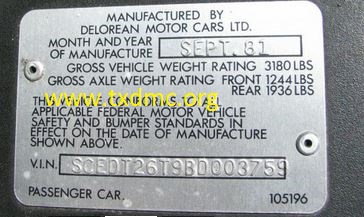 MANUFACTURED BY
DELOREAN MOTOR CARS LTD.
MONTH AND YEAR
OF MANUFACTURE SEPT. 81
GROSS VEHICLE WEIGHT RATING 3180 LBS
GROSS AXLE WEIGHT RATING FRONT 1244 LBS
REAR 1936 LBS
www.txdmc.org
THIS VEHICLE CONFORMS TO ALL
APPLICABLE FEDERAL MOTOR VEHICLE
SAFETY AND BUMPER STANDARDS IN
EFFECT ON THE DATE OF MANUFACTURE
SHOWN ABOVE.
V.I.N. SCEDT26T9BD003759
PASSENGER CAR. 105196